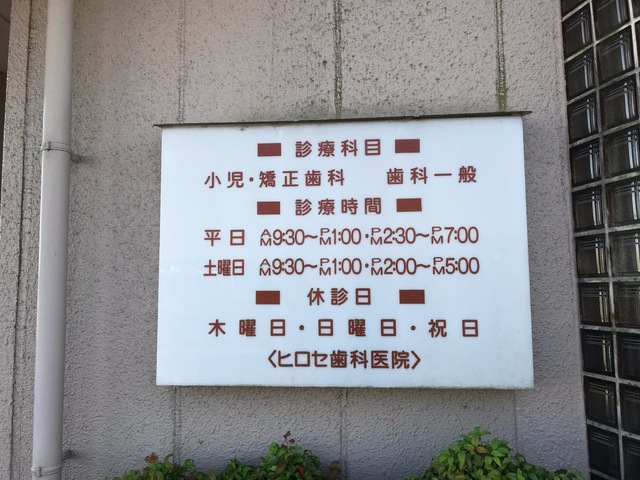 診療科目
小児・矯正歯科 歯科一般
診療時間
平日 AM9:30〜PM1:00・PM2:30〜PM7:00
土曜日 AM9:30〜PM1:00・PM2:00〜PM5:00
休診日
木曜日・日曜日・祝日
〈ヒロセ歯科医院〉